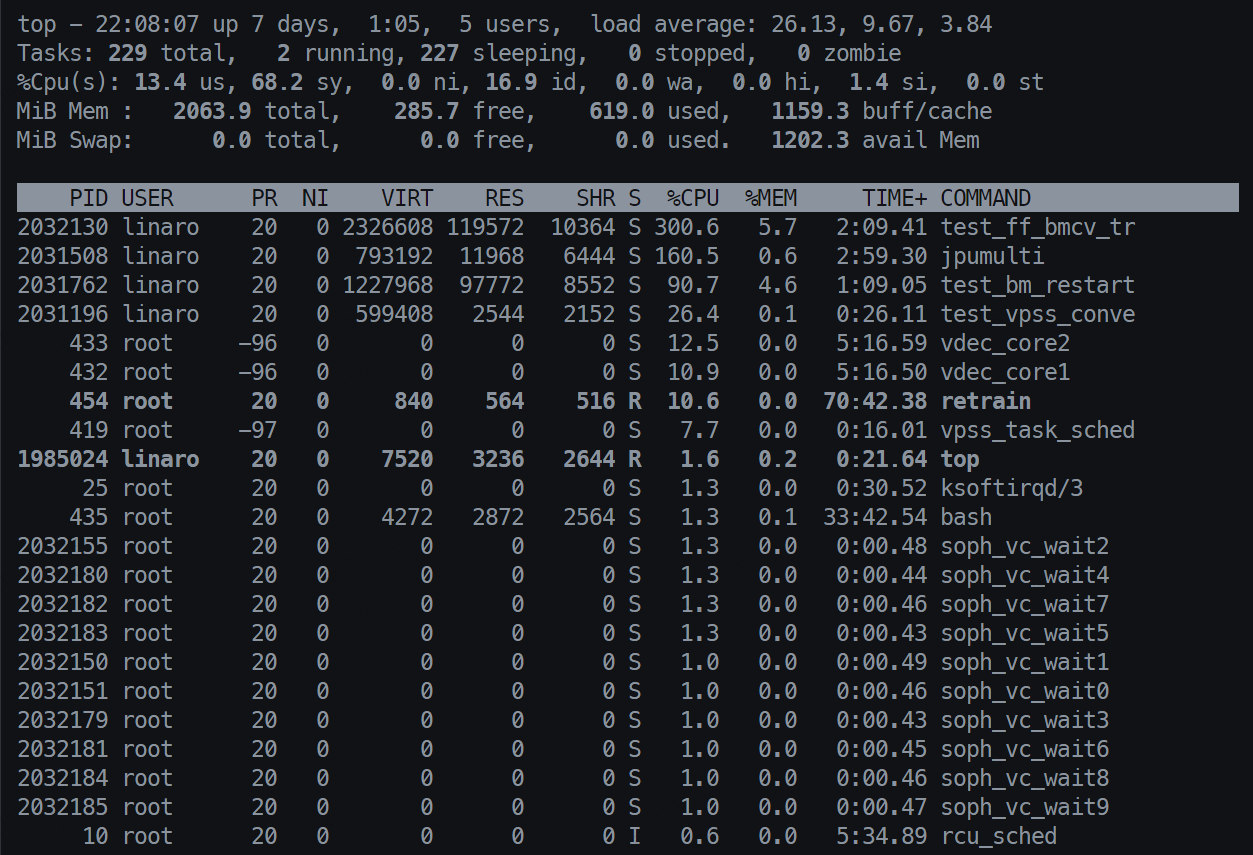 top - 22:08:07 up 7 days,  1:05,  5 users,  load average: 26.13, 9.67, 3.84
Tasks: 229 total,   2 running, 227 sleeping,   0 stopped,   0 zombie
%Cpu(s): 13.4 us, 68.2 sy,  0.0 ni, 16.9 id,  0.0 wa,  0.0 hi,  1.4 si,  0.0 st
MiB Mem :   2063.9 total,    285.7 free,    619.0 used,   1159.3 buff/cache
MiB Swap:      0.0 total,      0.0 free,      0.0 used.   1202.3 avail Mem
    PID USER      PR  NI    VIRT    RES    SHR S  %CPU  %MEM     TIME+ COMMAND
2032130 linaro    20   0 2326608 119572  10364 S 300.6   5.7   2:09.41 test_ff_bmcv_tr
2031508 linaro    20   0  793192  11968   6444 S 160.5   0.6   2:59.30 jpumulti
2031762 linaro    20   0 1227968  97772   8552 S  90.7   4.6   1:09.05 test_bm_restart
2031196 linaro    20   0  599408   2544   2152 S  26.4   0.1   0:26.11 test_vpss_conve
    433 root     -96   0       0      0      0 S  12.5   0.0   5:16.59 vdec_core2
    432 root     -96   0       0      0      0 S  10.9   0.0   5:16.50 vdec_core1
    454 root      20   0     840    564    516 R  10.6   0.0  70:42.38 retrain
    419 root     -97   0       0      0      0 S   7.7   0.0   0:16.01 vpss_task_sched
1985024 linaro    20   0    7520   3236   2644 R   1.6   0.2   0:21.64 top
     25 root      20   0       0      0      0 S   1.3   0.0   0:30.52 ksoftirqd/3
    435 root      20   0    4272   2872   2564 S   1.3   0.1  33:42.54 bash
2032155 root      20   0       0      0      0 S   1.3   0.0   0:00.48 soph_vc_wait2
2032180 root      20   0       0      0      0 S   1.3   0.0   0:00.44 soph_vc_wait4
2032182 root      20   0       0      0      0 S   1.3   0.0   0:00.46 soph_vc_wait7
2032183 root      20   0       0      0      0 S   1.3   0.0   0:00.43 soph_vc_wait5
2032150 root      20   0       0      0      0 S   1.0   0.0   0:00.49 soph_vc_wait1
2032151 root      20   0       0      0      0 S   1.0   0.0   0:00.46 soph_vc_wait0
2032179 root      20   0       0      0      0 S   1.0   0.0   0:00.43 soph_vc_wait3
2032181 root      20   0       0      0      0 S   1.0   0.0   0:00.45 soph_vc_wait6
2032184 root      20   0       0      0      0 S   1.0   0.0   0:00.46 soph_vc_wait8
2032185 root      20   0       0      0      0 S   1.0   0.0   0:00.47 soph_vc_wait9
     10 root      20   0       0      0      0 I   0.6   0.0   5:34.89 rcu_sched